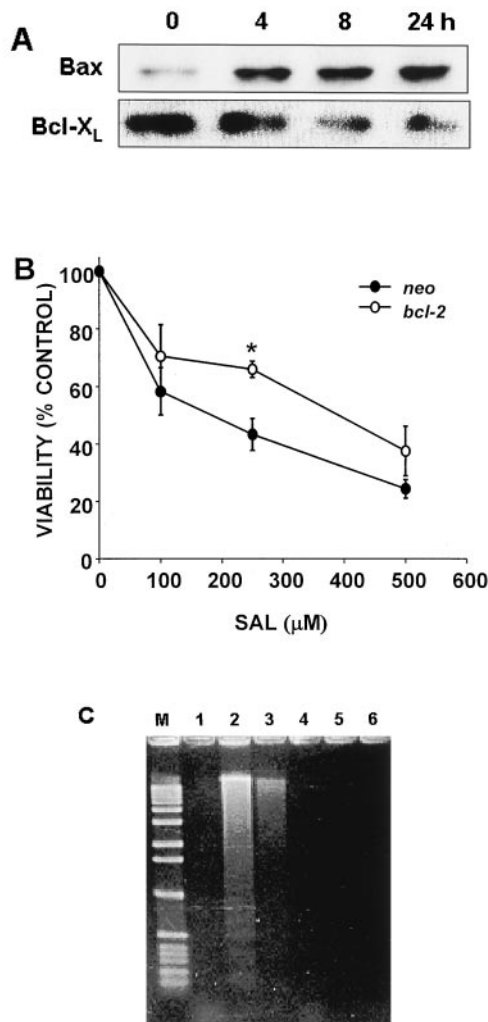 A
0 4 8 24 h
Bax
Bcl-X_L
B
VIABILITY (% CONTROL)
100
80
60
40
20
0
neo
bcl-2
*
0 100 200 300 400 500 600
SAL (μM)
C
M 1 2 3 4 5 6